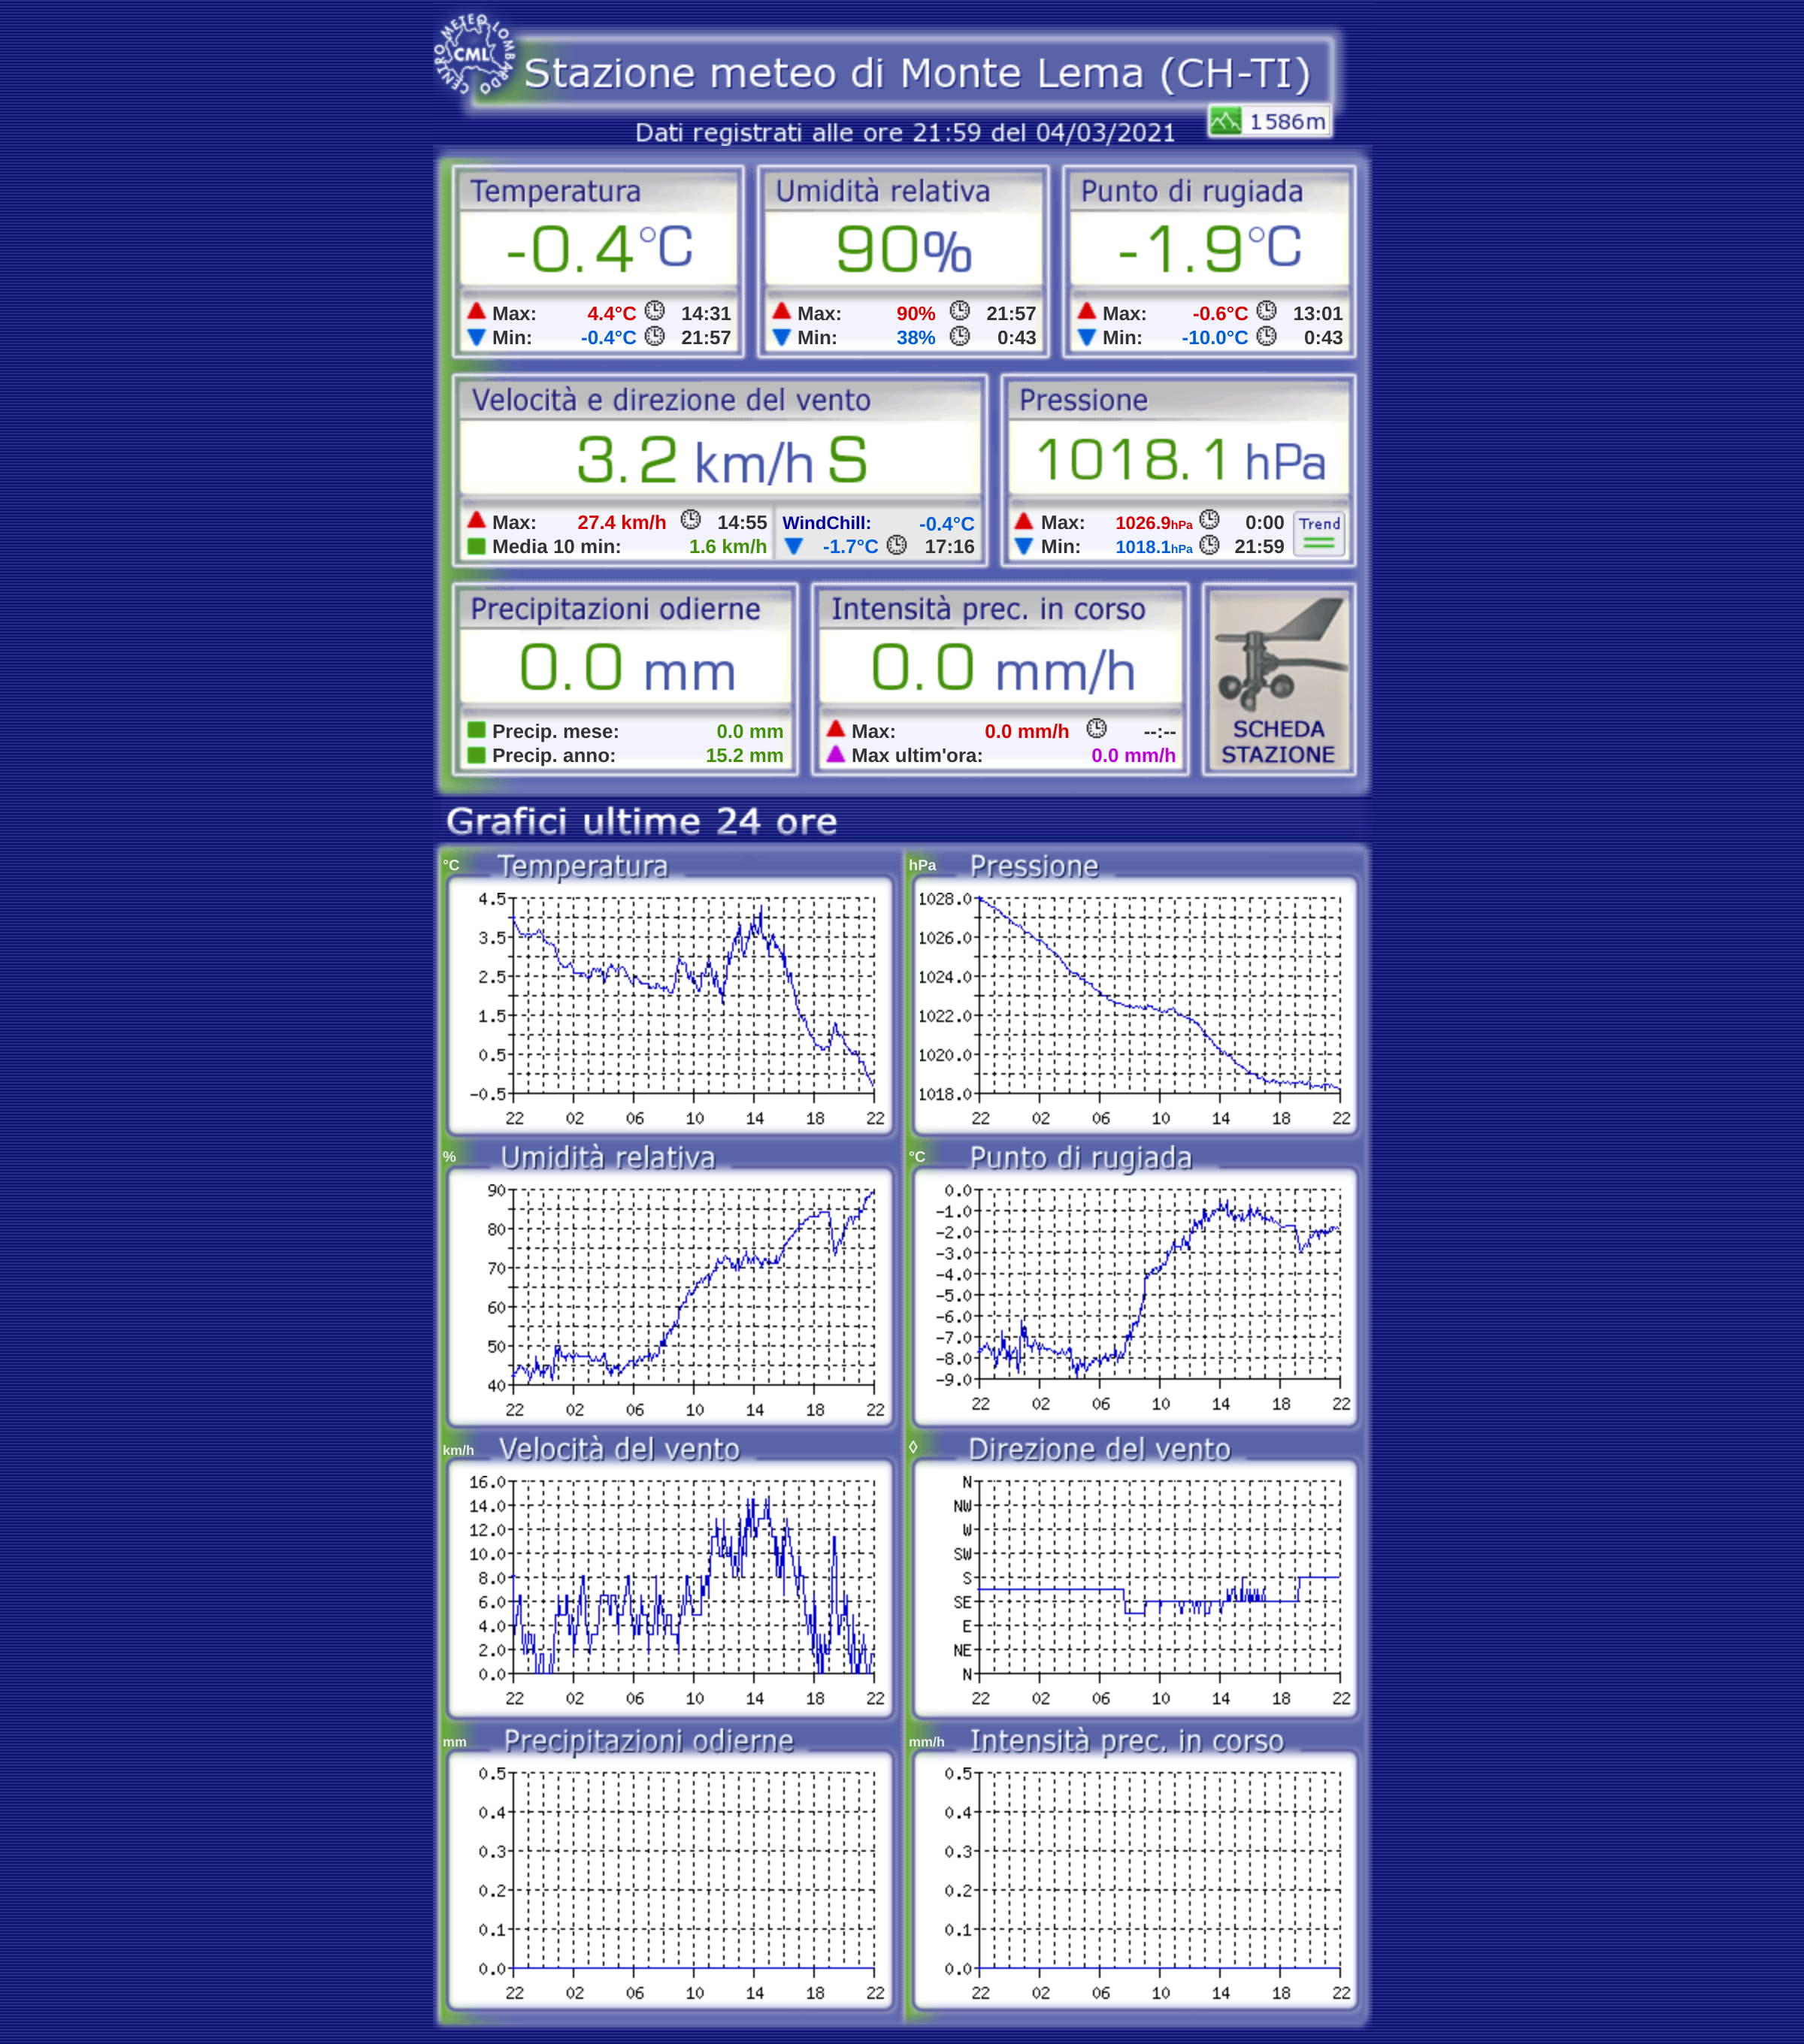 CENTRO METEO LOMBARDO
CML
Stazione meteo di Monte Lema (CH-TI)
1586m
Dati registrati alle ore 21:59 del 04/03/2021
Temperatura
-0.4°C
Max: 4.4°C 14:31
Min: -0.4°C 21:57
Umidità relativa
90%
Max: 90% 21:57
Min: 38% 0:43
Punto di rugiada
-1.9°C
Max: -0.6°C 13:01
Min: -10.0°C 0:43
Velocità e direzione del vento
3.2 km/h S
Max: 27.4 km/h 14:55
Media 10 min: 1.6 km/h
WindChill: -0.4°C
-1.7°C 17:16
Pressione
1018.1 hPa
Max: 1026.9hPa 0:00
Min: 1018.1hPa 21:59
Trend
Precipitazioni odierne
0.0 mm
Precip. mese: 0.0 mm
Precip. anno: 15.2 mm
Intensità prec. in corso
0.0 mm/h
Max: 0.0 mm/h --:--
Max ultim'ora: 0.0 mm/h
SCHEDA
STAZIONE
Grafici ultime 24 ore
°C Temperatura
4.5
3.5
2.5
1.5
0.5
-0.5
22 02 06 10 14 18 22
hPa Pressione
1028.0
1026.0
1024.0
1022.0
1020.0
1018.0
22 02 06 10 14 18 22
% Umidità relativa
90
80
70
60
50
40
22 02 06 10 14 18 22
°C Punto di rugiada
0.0
-1.0
-2.0
-3.0
-4.0
-5.0
-6.0
-7.0
-8.0
-9.0
22 02 06 10 14 18 22
km/h Velocità del vento
16.0
14.0
12.0
10.0
8.0
6.0
4.0
2.0
0.0
22 02 06 10 14 18 22
◊ Direzione del vento
N
NW
W
SW
S
SE
E
NE
N
22 02 06 10 14 18 22
mm Precipitazioni odierne
0.5
0.4
0.3
0.2
0.1
0.0
22 02 06 10 14 18 22
mm/h Intensità prec. in corso
0.5
0.4
0.3
0.2
0.1
0.0
22 02 06 10 14 18 22